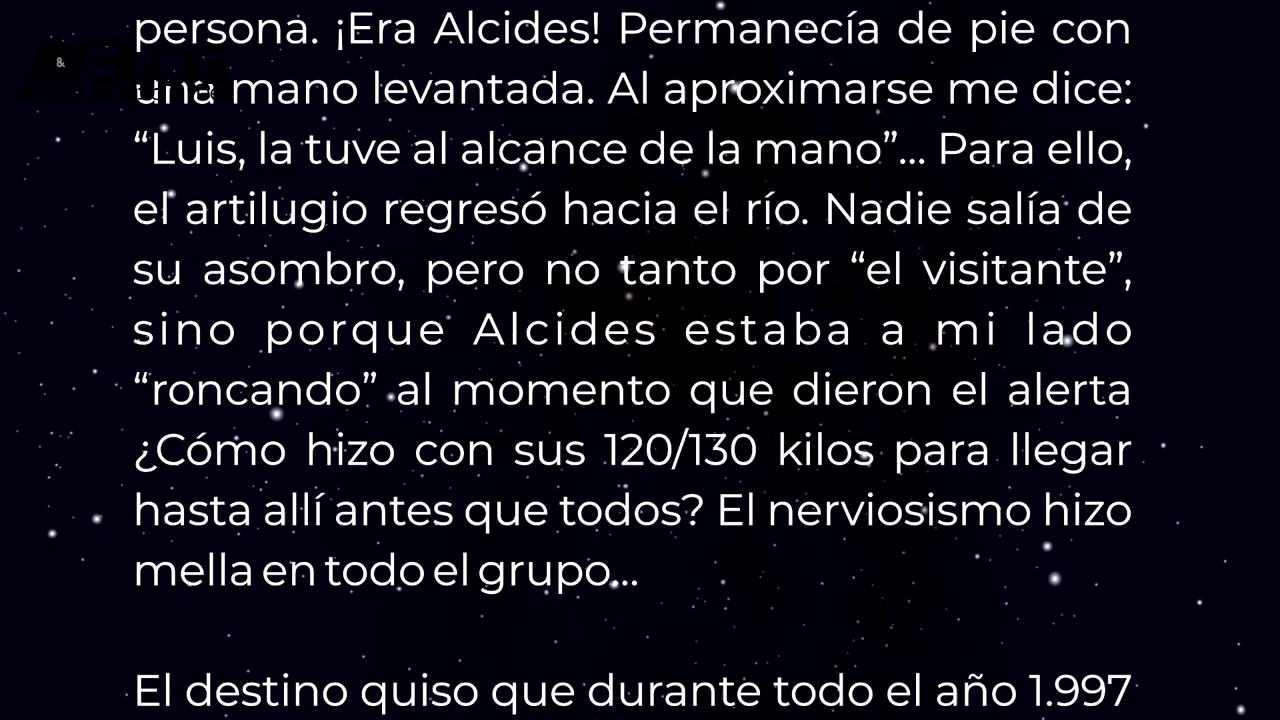 persona. ¡Era Alcides! Permanecía de pie con
una mano levantada. Al aproximarse me dice:
“Luis, la tuve al alcance de la mano”... Para ello,
el artilugio regresó hacia el río. Nadie salía de
su asombro, pero no tanto por “el visitante”,
sino porque Alcides estaba a mi lado
“roncando” al momento que dieron el alerta
¿Cómo hizo con sus 120/130 kilos para llegar
hasta allí antes que todos? El nerviosismo hizo
mella en todo el grupo...
El destino quiso que durante todo el año 1.997